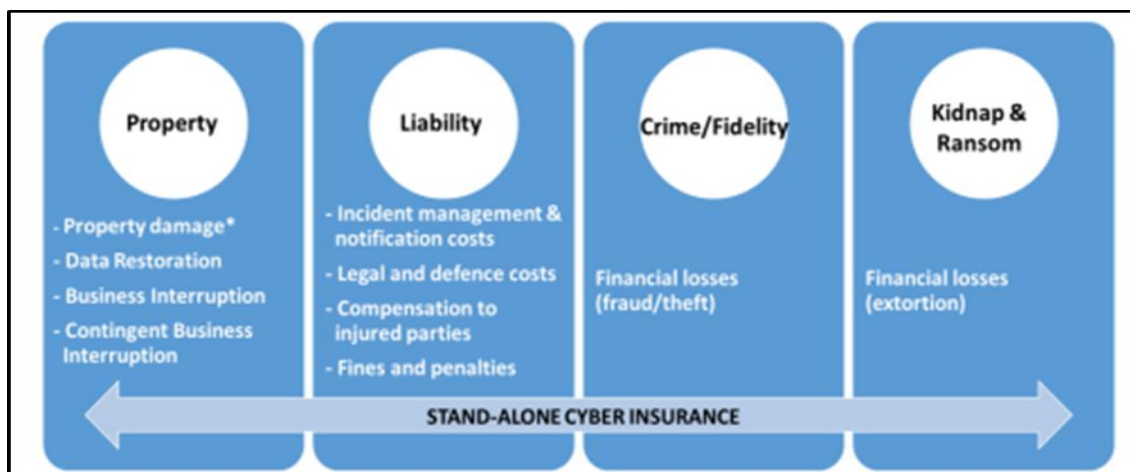 Property
- Property damage*
- Data Restoration
- Business Interruption
- Contingent Business
Interruption
Liability
- Incident management &
notification costs
- Legal and defence costs
- Compensation to
injured parties
- Fines and penalties
Crime/Fidelity
Financial losses
(fraud/theft)
Kidnap &
Ransom
Financial losses
(extortion)
STAND-ALONE CYBER INSURANCE